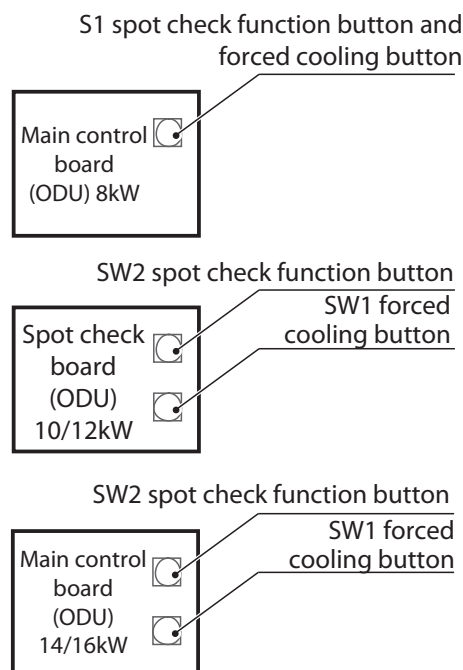 S1 spot check function button and
forced cooling button
Main control
board
(ODU) 8kW
SW2 spot check function button
SW1 forced
cooling button
Spot check
board
(ODU)
10/12kW
SW2 spot check function button
SW1 forced
cooling button
Main control
board
(ODU)
14/16kW